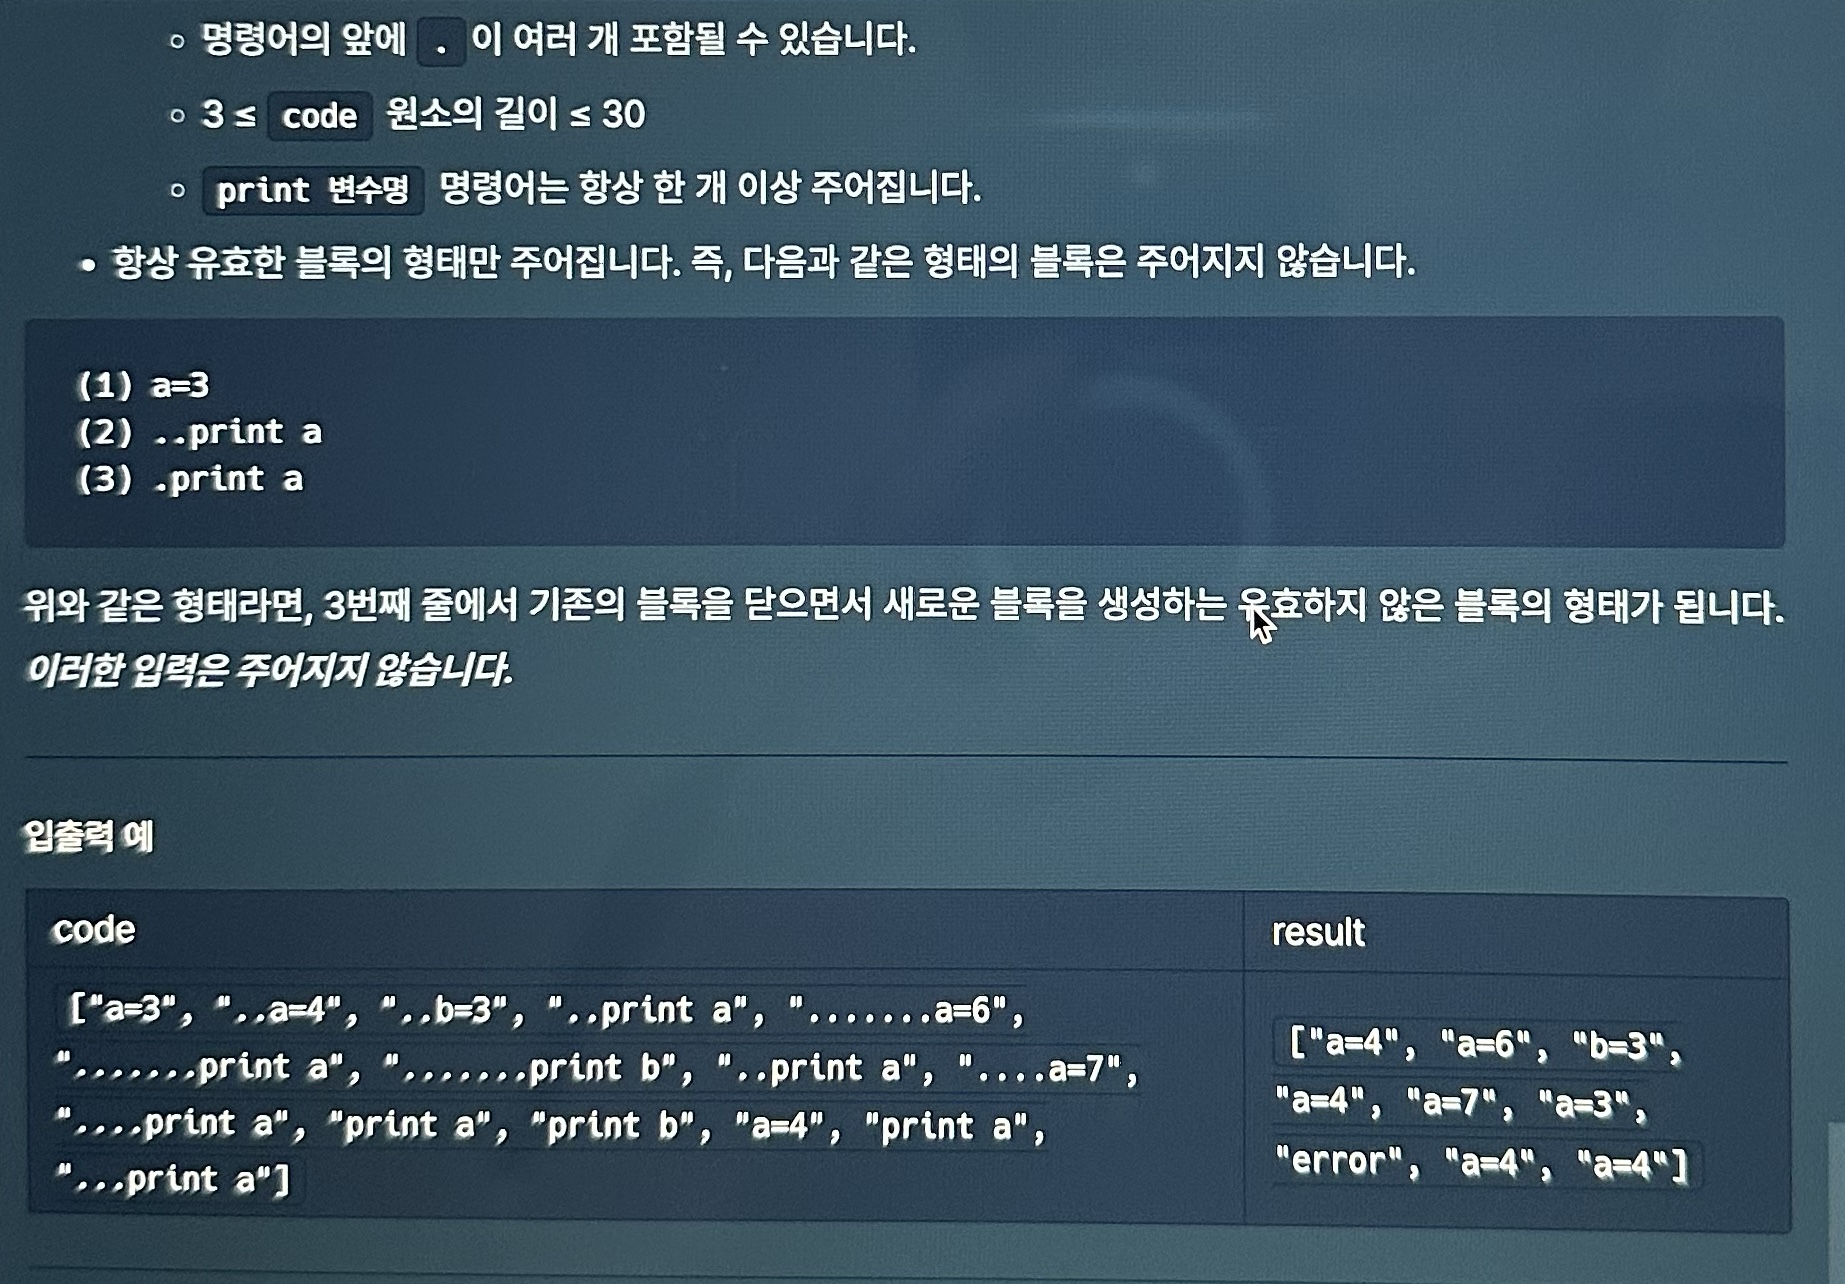 명령어의 앞에 . 이 여러 개 포함될 수 있습니다.
3 ≤ code 원소의 길이 ≤ 30
print 변수명 명령어는 항상 한 개 이상 주어집니다.
항상 유효한 블록의 형태만 주어집니다. 즉, 다음과 같은 형태의 블록은 주어지지 않습니다.
(1) a=3
(2) ..print a
(3) .print a
위와 같은 형태라면, 3번째 줄에서 기존의 블록을 닫으면서 새로운 블록을 생성하는 유효하지 않은 블록의 형태가 됩니다.
이러한 입력은 주어지지 않습니다.
입출력 예
code
result
["a=3", "..a=4", "..b=3", "..print a", ".......a=6",
".......print a", ".......print b", "..print a", "....a=7",
"....print a", "print a", "print b", "a=4", "print a",
"...print a"]
["a=4", "a=6", "b=3",
"a=4", "a=7", "a=3",
"error", "a=4", "a=4"]